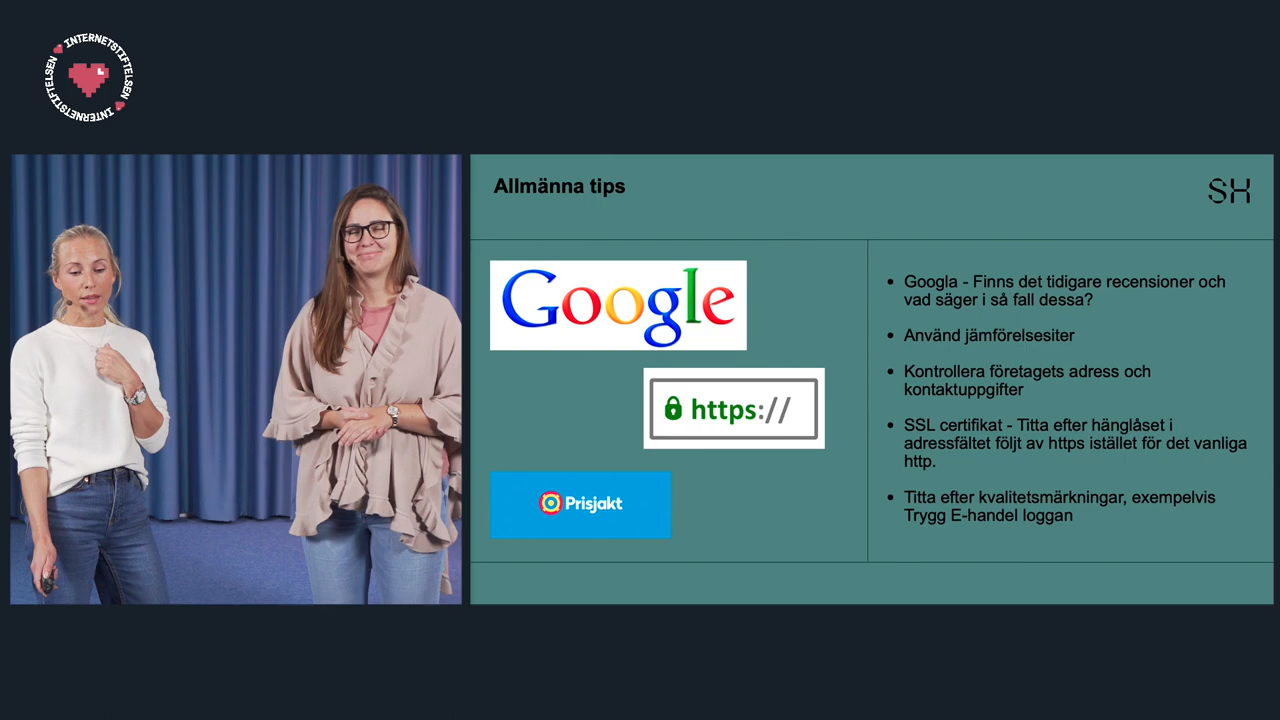 INTERNETSTIFTELSEN
INTERNETSTIFTELSEN
Allmänna tips
SH
Google
https://
Prisjakt
• Googla - Finns det tidigare recensioner och
vad säger i så fall dessa?
• Använd jämförelsesiter
• Kontrollera företagets adress och
kontaktuppgifter
• SSL certifikat - Titta efter hänglåset i
adressfältet följt av https istället för det vanliga
http.
• Titta efter kvalitetsmärkningar, exempelvis
Trygg E-handel loggan